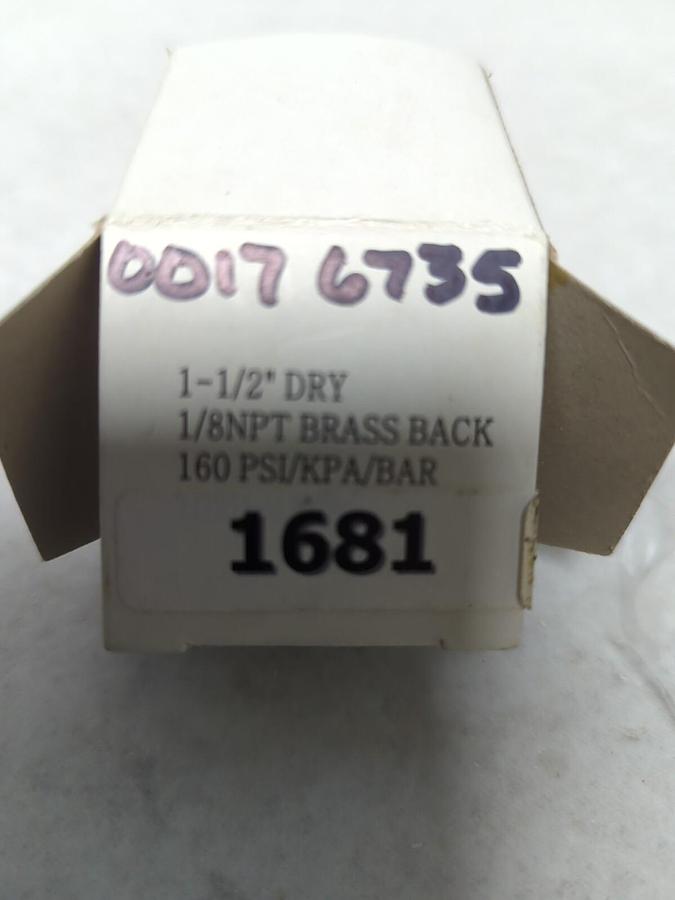 0017 6735
1-1/2" DRY
1/8NPT BRASS BACK
160 PSI/KPA/BAR
1681